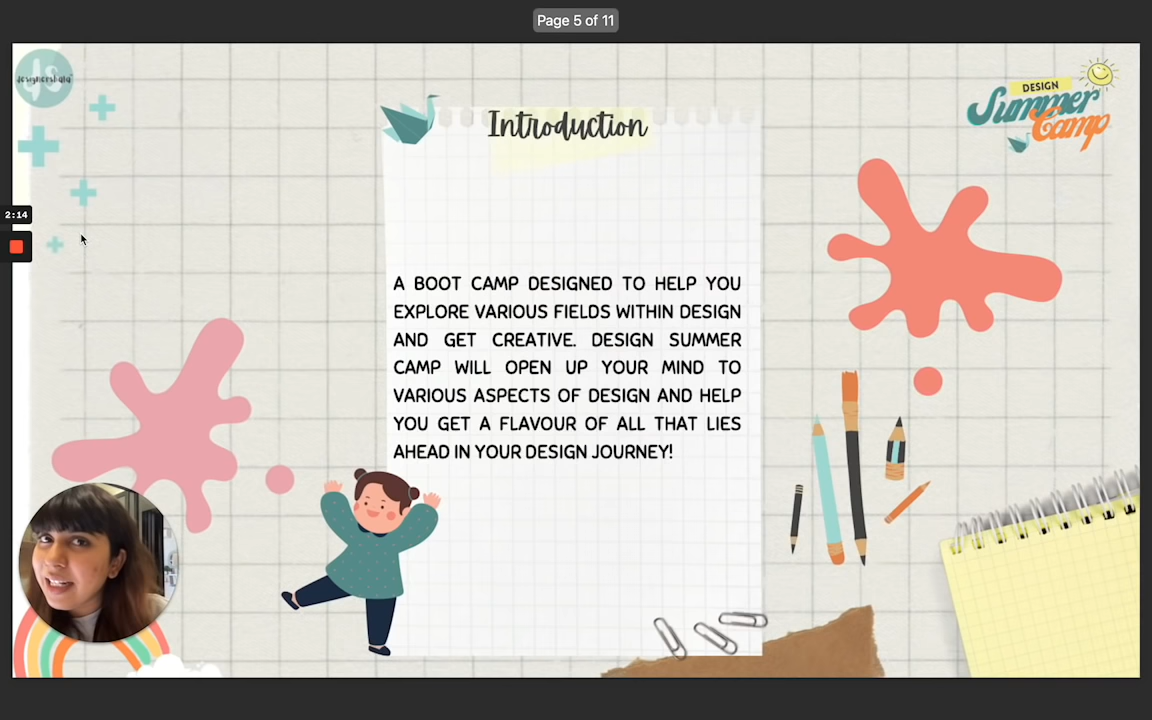 Page 5 of 11
designershala
DESIGN
Summer
Camp
Introduction
2:14
A BOOT CAMP DESIGNED TO HELP YOU
EXPLORE VARIOUS FIELDS WITHIN DESIGN
AND GET CREATIVE. DESIGN SUMMER
CAMP WILL OPEN UP YOUR MIND TO
VARIOUS ASPECTS OF DESIGN AND HELP
YOU GET A FLAVOUR OF ALL THAT LIES
AHEAD IN YOUR DESIGN JOURNEY!